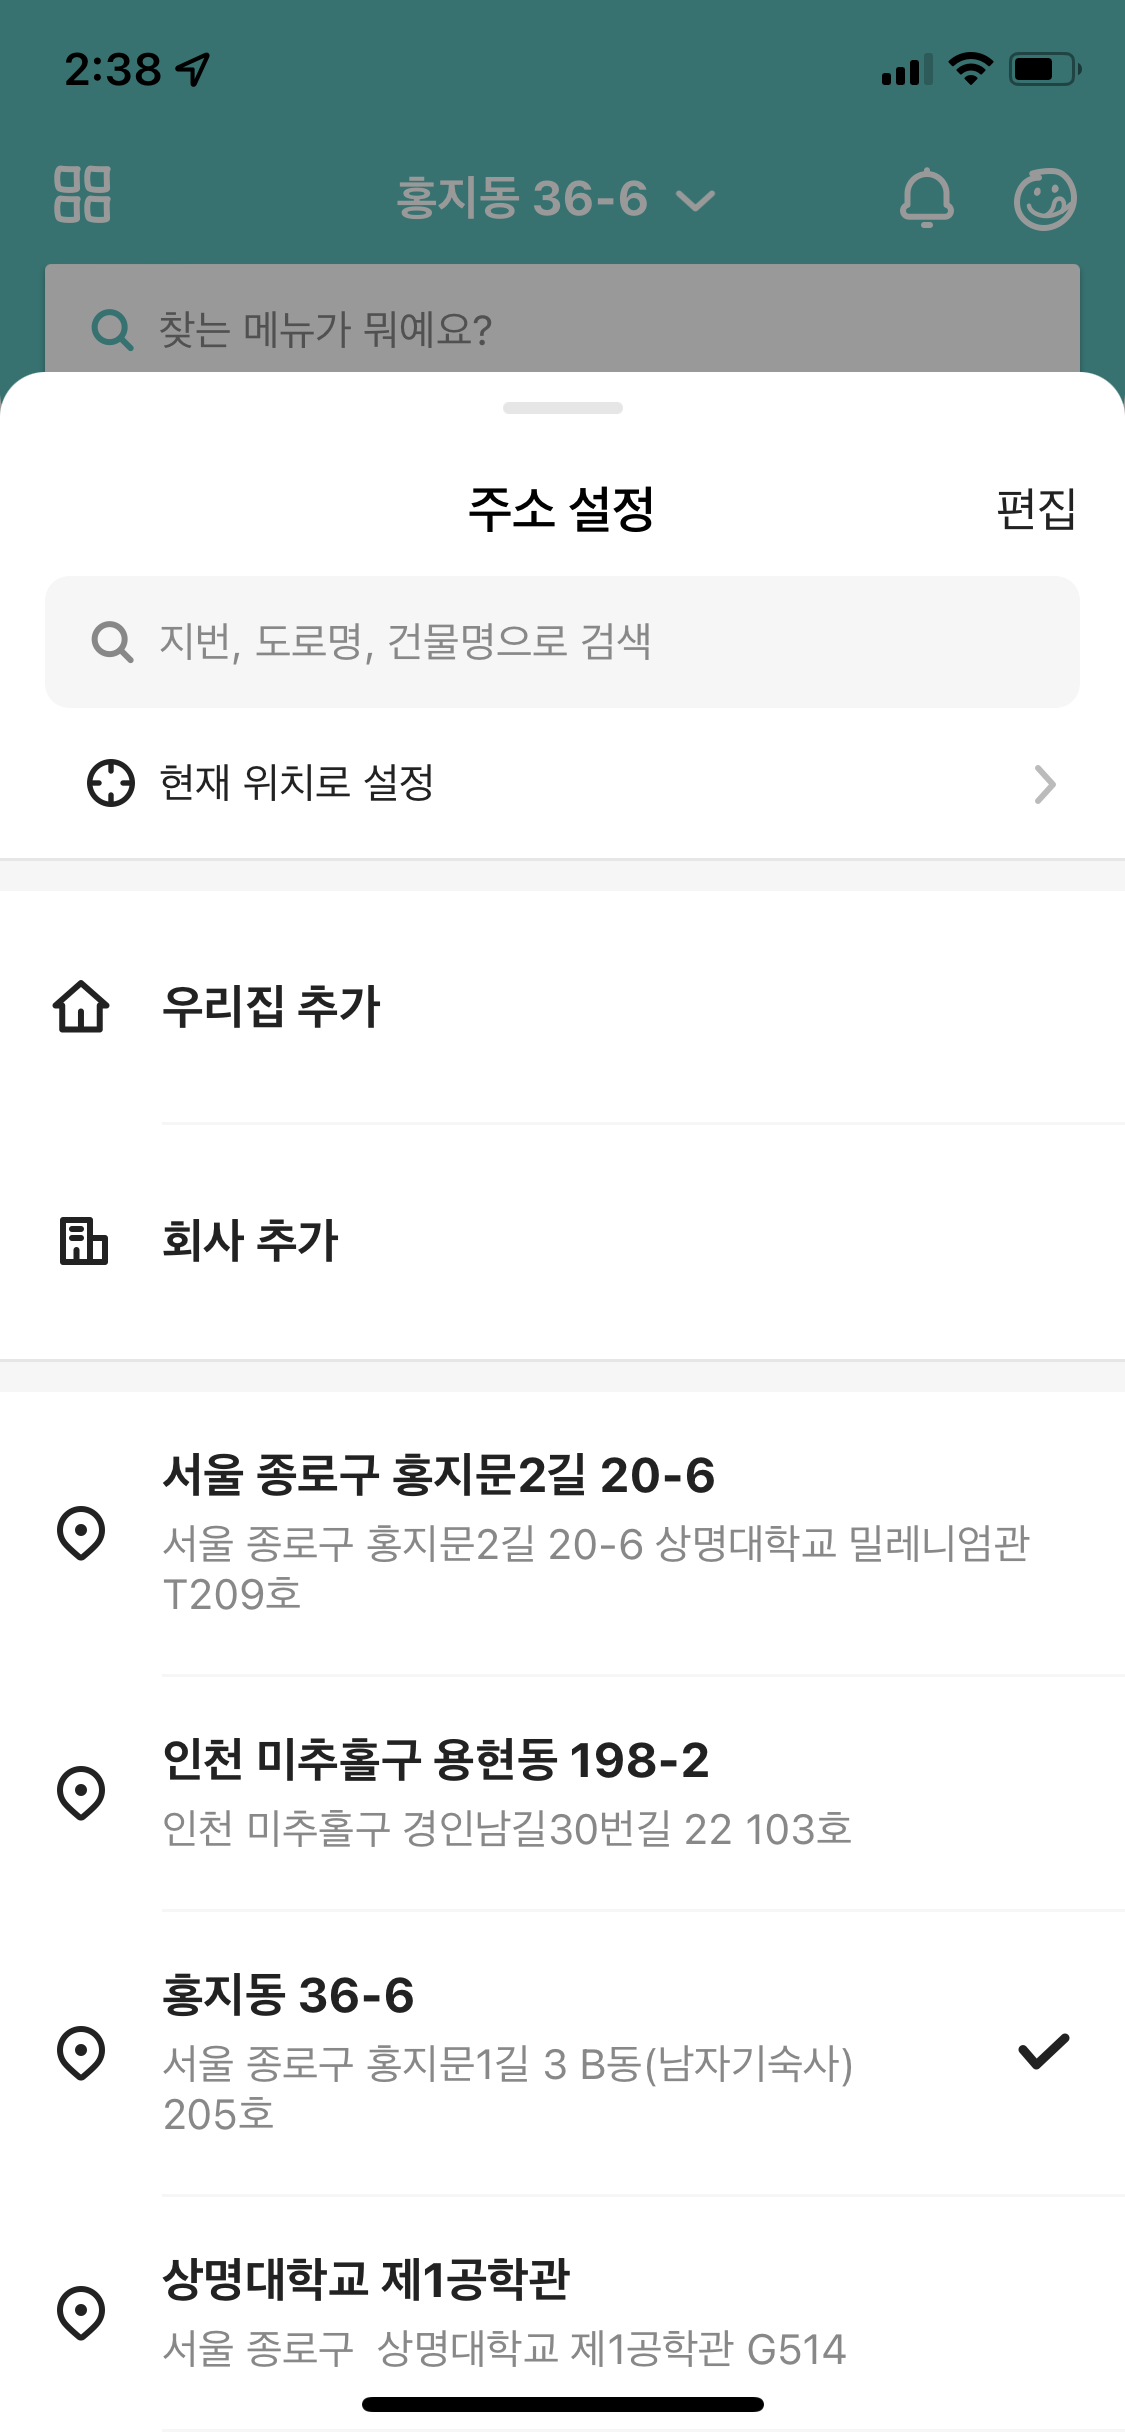 2:38
홍지동 36-6
찾는 메뉴가 뭐예요?
주소 설정
편집
지번, 도로명, 건물명으로 검색
현재 위치로 설정
우리집 추가
회사 추가
서울 종로구 홍지문2길 20-6
서울 종로구 홍지문2길 20-6 상명대학교 밀레니엄관
T209호
인천 미추홀구 용현동 198-2
인천 미추홀구 경인남길30번길 22 103호
홍지동 36-6
서울 종로구 홍지문1길 3 B동(남자기숙사)
205호
상명대학교 제1공학관
서울 종로구  상명대학교 제1공학관 G514